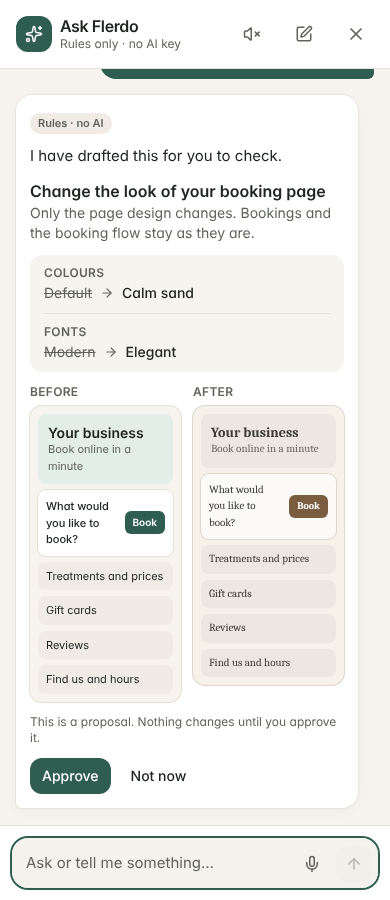 Ask Flerdo
Rules only · no AI key
Rules · no AI
I have drafted this for you to check.
Change the look of your booking page
Only the page design changes. Bookings and
the booking flow stay as they are.
COLOURS
Default → Calm sand
FONTS
Modern → Elegant
BEFORE
Your business
Book online in a
minute
What would
you like to
book?
Book
Treatments and prices
Gift cards
Reviews
Find us and hours
AFTER
Your business
Book online in a minute
What would
you like to
book?
Book
Treatments and prices
Gift cards
Reviews
Find us and hours
This is a proposal. Nothing changes until you approve
it.
Approve
Not now
Ask or tell me something...